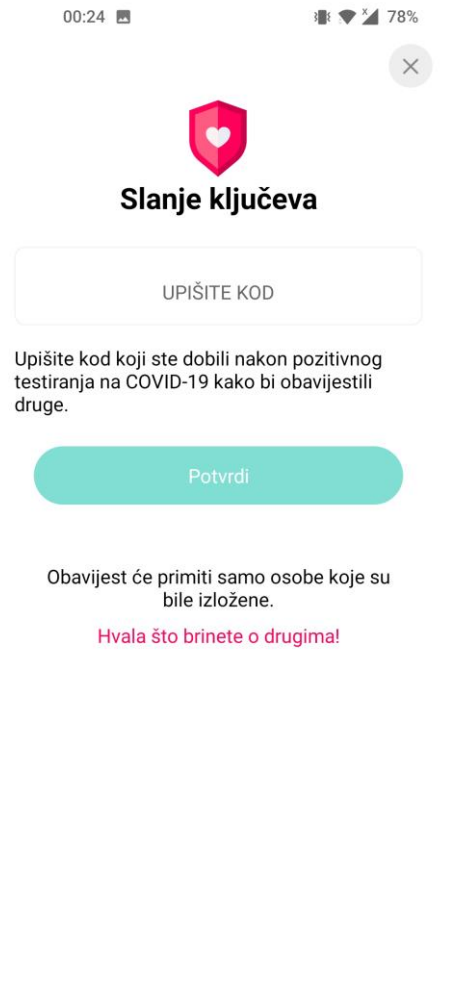 00:24
78%
Slanje ključeva
UPIŠITE KOD
Upišite kod koji ste dobili nakon pozitivnog
testiranja na COVID-19 kako bi obavijestili
druge.
Potvrdi
Obavijest će primiti samo osobe koje su
bile izložene.
Hvala što brinete o drugima!